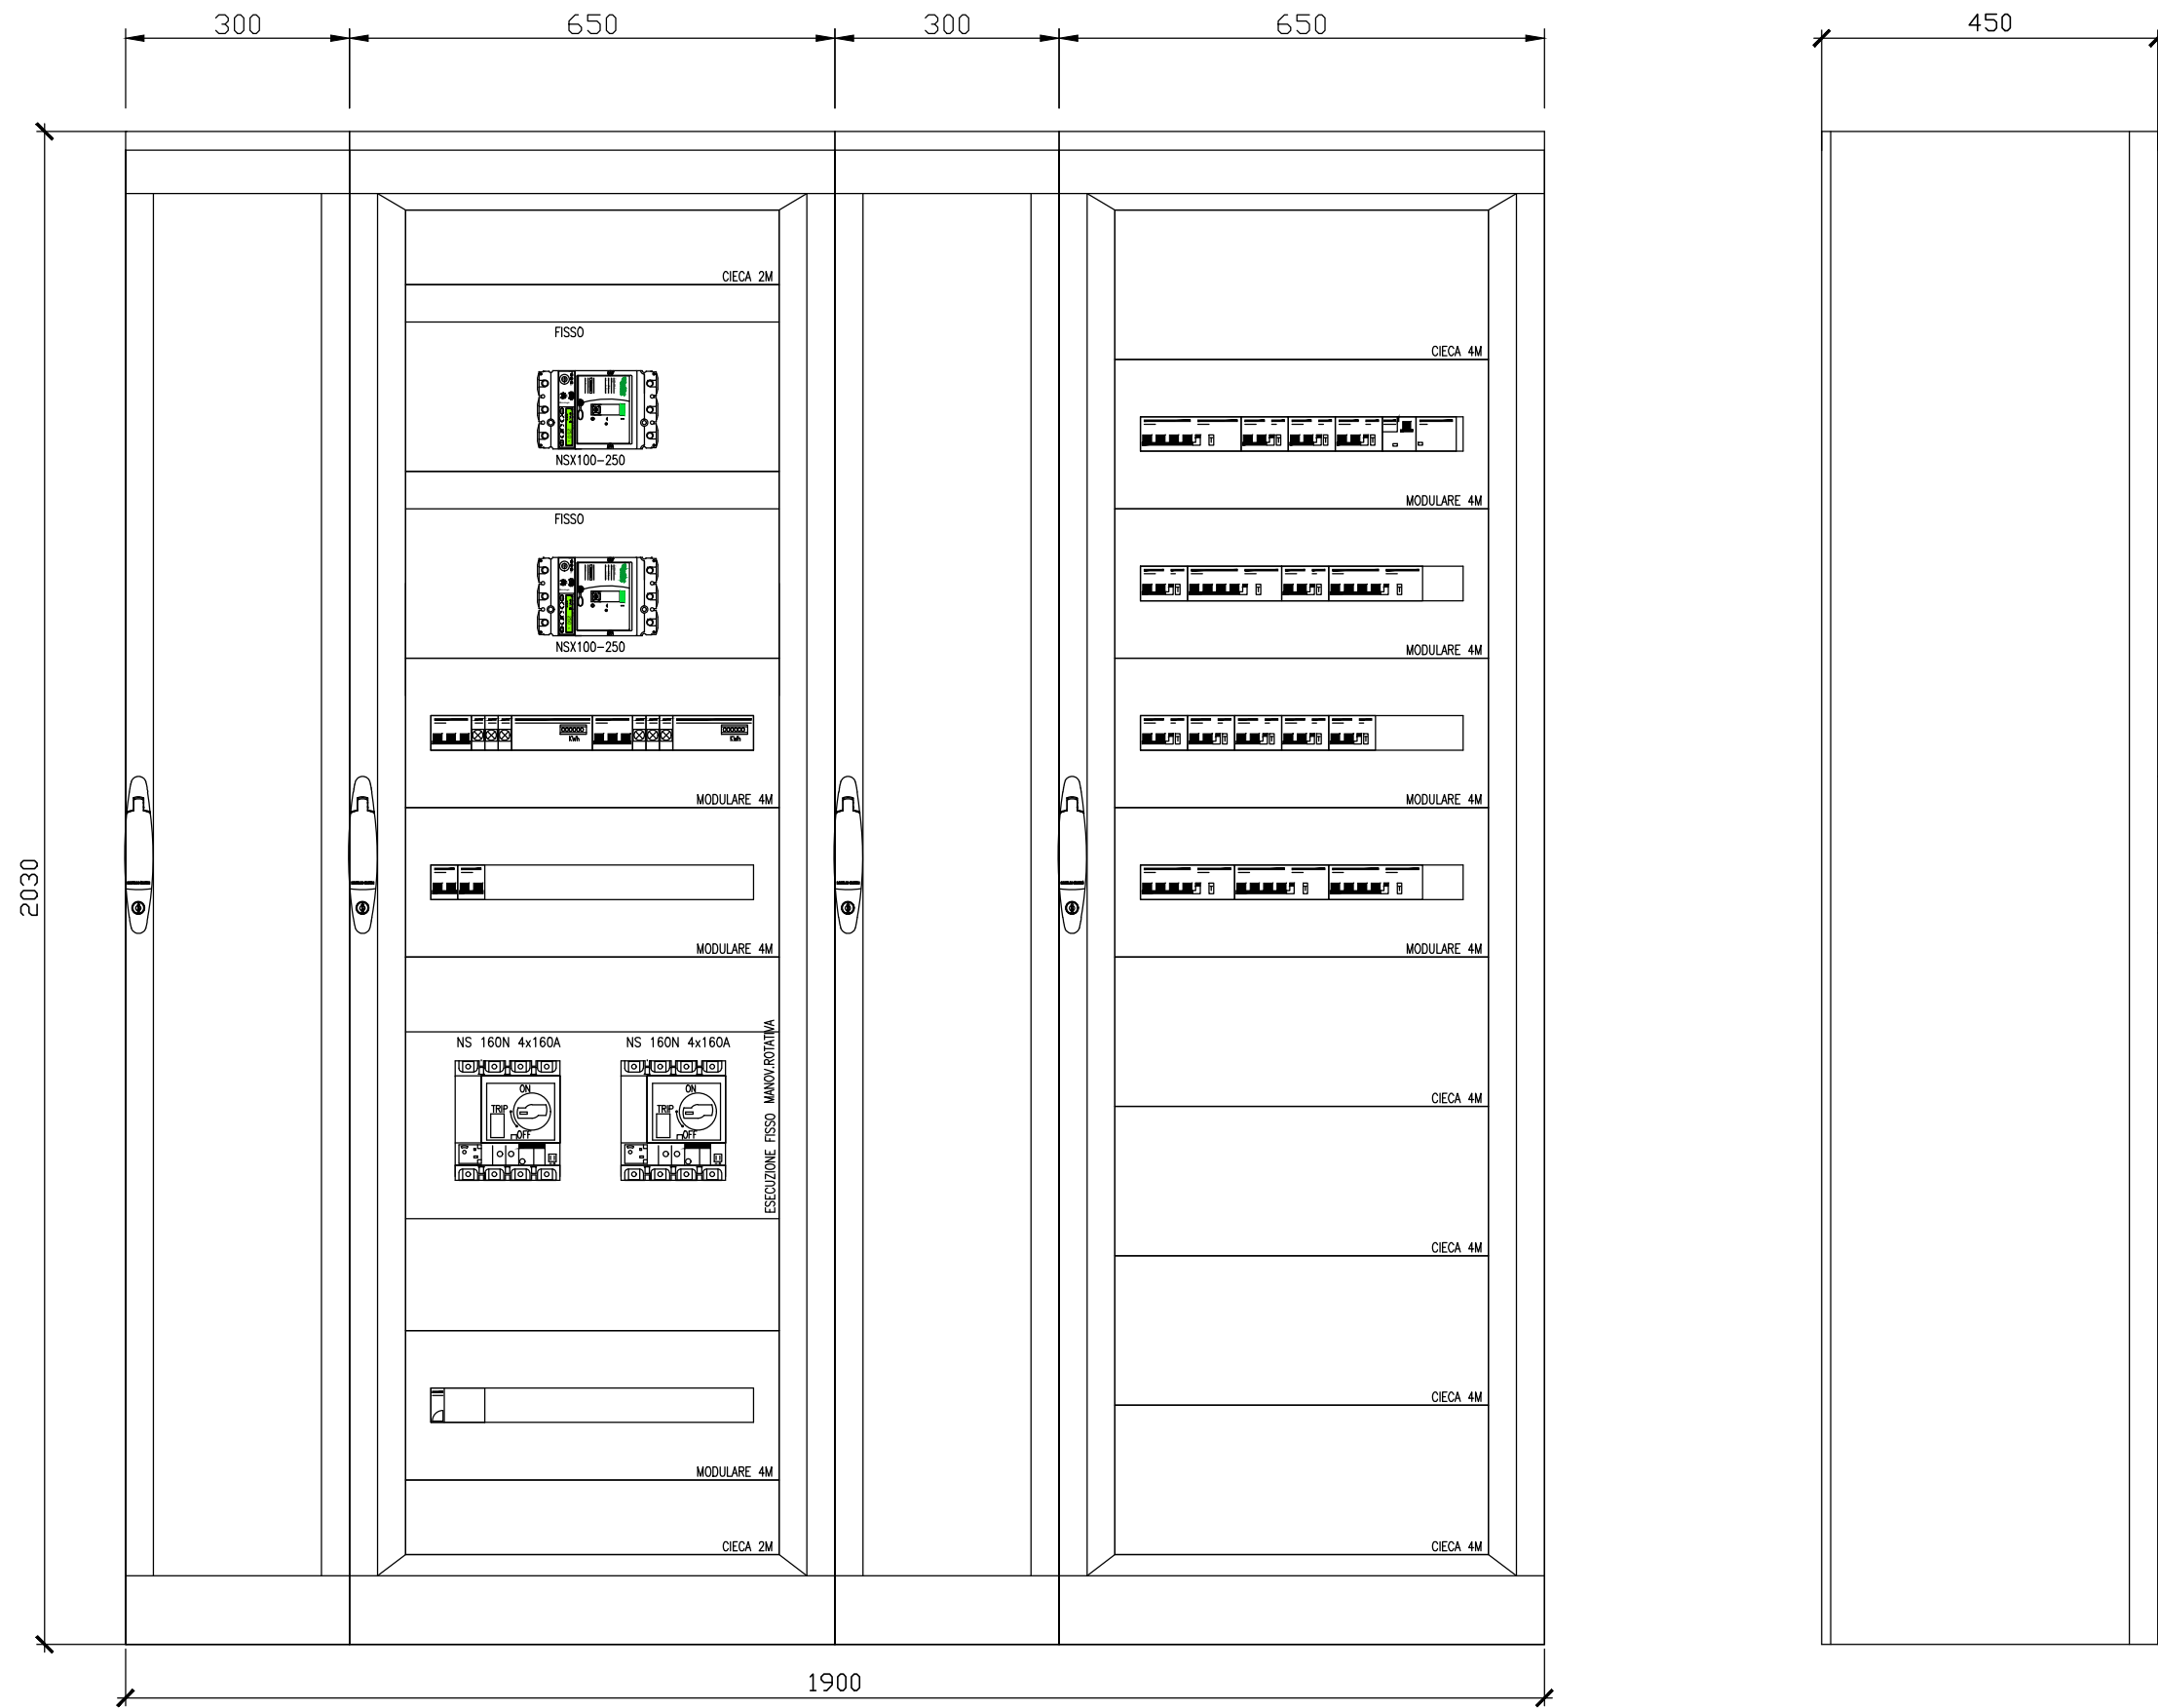 300 650 300 650 450
CIECA 2M
FISSO
CIECA 4M
NSX100-250
MODULARE 4M
FISSO
NSX100-250
MODULARE 4M
KWh KWh
MODULARE 4M
MODULARE 4M
2030
MODULARE 4M
MODULARE 4M
NS 160N 4x160A
NS 160N 4x160A
ESECUZIONE FISSO MANOV.ROTATIVA
ON
TRIP
OFF
ON
TRIP
OFF
CIECA 4M
CIECA 4M
CIECA 4M
MODULARE 4M
CIECA 2M
CIECA 4M
1900